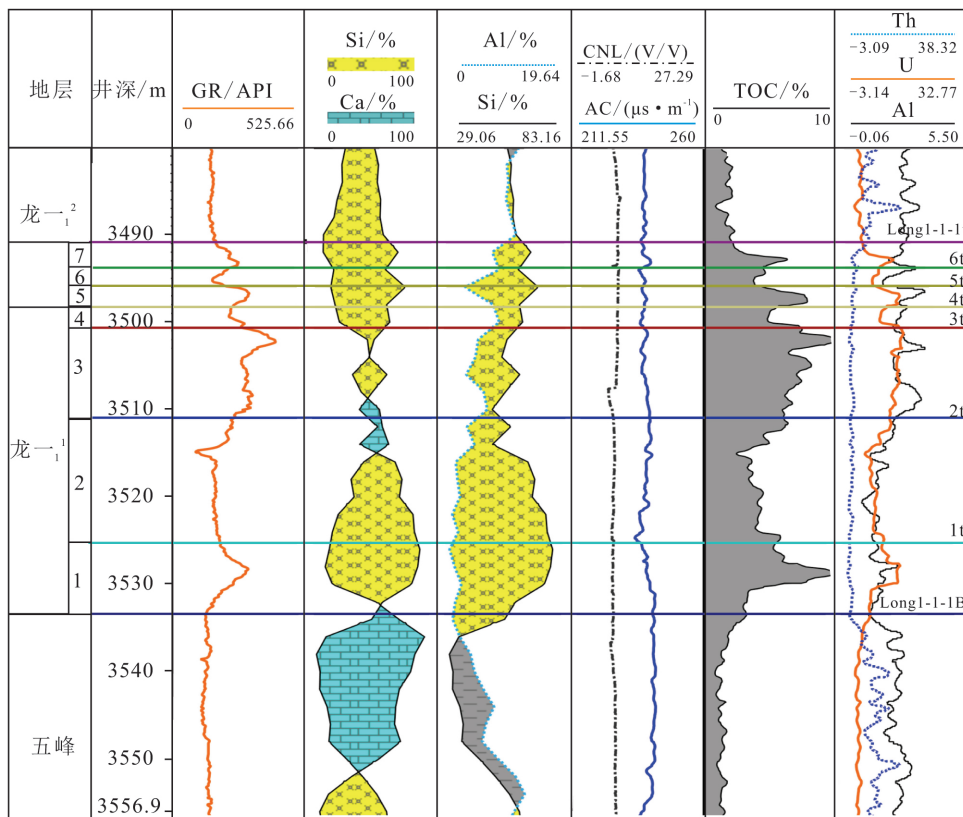 地层
井深/m
GR/API
0 525.66
Si/%
0 100
Ca/%
0 100
Al/%
0 19.64
Si/%
29.06 83.16
CNL/(V/V)
−1.68 27.29
AC/(μs•m⁻¹)
211.55 260
TOC/%
0 10
Th
−3.09 38.32
U
−3.14 32.77
Al
−0.06 5.50
龙一₁²
3490
Long1-1-1
7
6t
6
5t
5
4t
3500
4
3t
3
3510
2t
龙一₁¹
2
3520
1t
1
3530
Long1-1-1B
3540
五峰
3550
3556.9